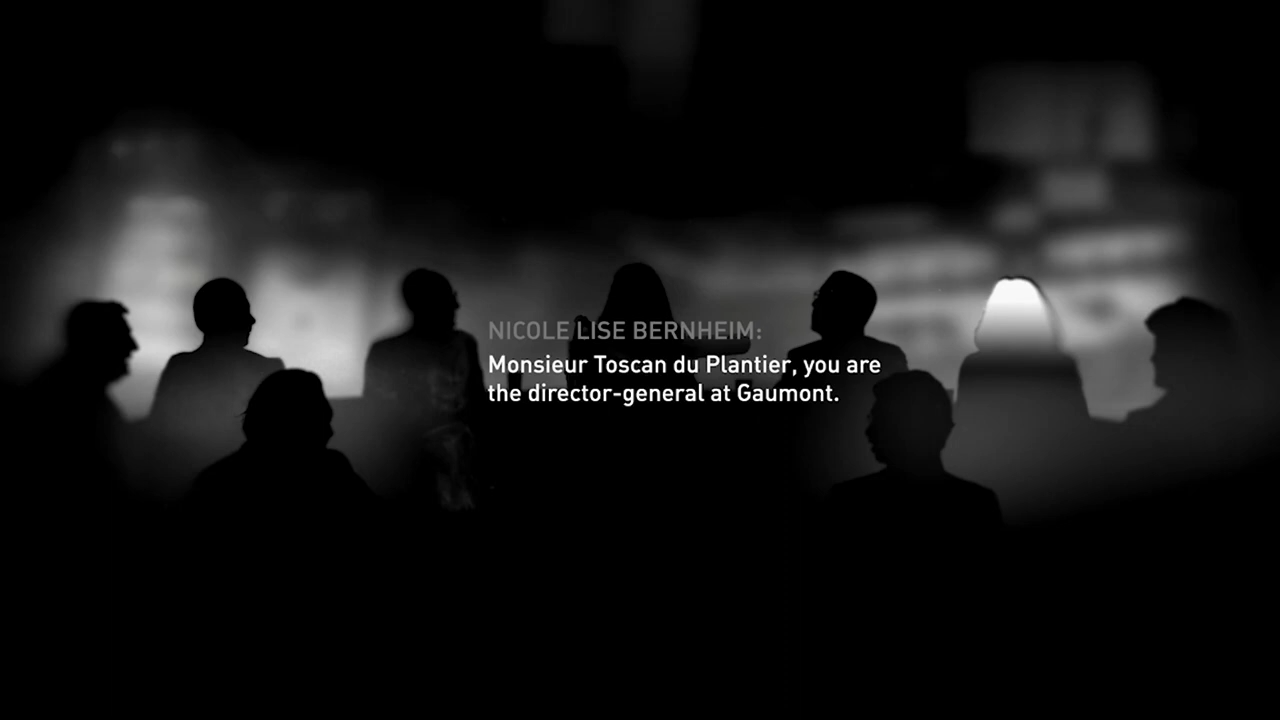 NICOLE LISE BERNHEIM:
Monsieur Toscan du Plantier, you are
the director-general at Gaumont.